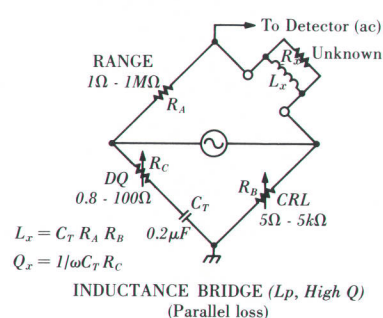 To Detector (ac)
RANGE
1Ω - 1MΩ
R_A
R_x
Unknown
L_x
DQ
0.8 - 100Ω
R_C
C_T
0.2μF
R_B
CRL
5Ω - 5kΩ
L_x = C_T R_A R_B
Q_x = 1/ωC_T R_C
INDUCTANCE BRIDGE (Lp, High Q)
(Parallel loss)